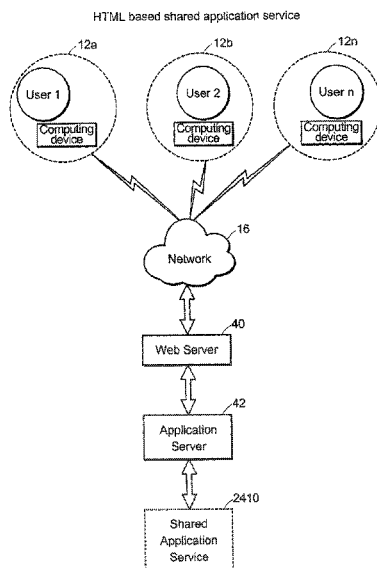 HTML based shared application service
12a
12b
12n
User 1
User 2
User n
Computing
device
Computing
device
Computing
device
16
Network
40
Web Server
42
Application
Server
2410
Shared
Application
Service